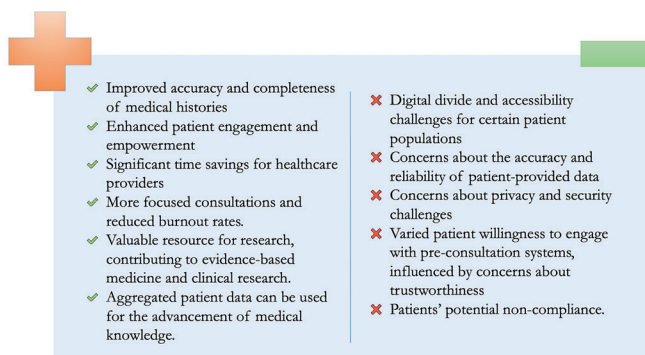 Improved accuracy and completeness
of medical histories
Enhanced patient engagement and
empowerment
Significant time savings for healthcare
providers
More focused consultations and
reduced burnout rates.
Valuable resource for research,
contributing to evidence-based
medicine and clinical research.
Aggregated patient data can be used
for the advancement of medical
knowledge.
Digital divide and accessibility
challenges for certain patient
populations
Concerns about the accuracy and
reliability of patient-provided data
Concerns about privacy and security
challenges
Varied patient willingness to engage
with pre-consultation systems,
influenced by concerns about
trustworthiness
Patients' potential non-compliance.